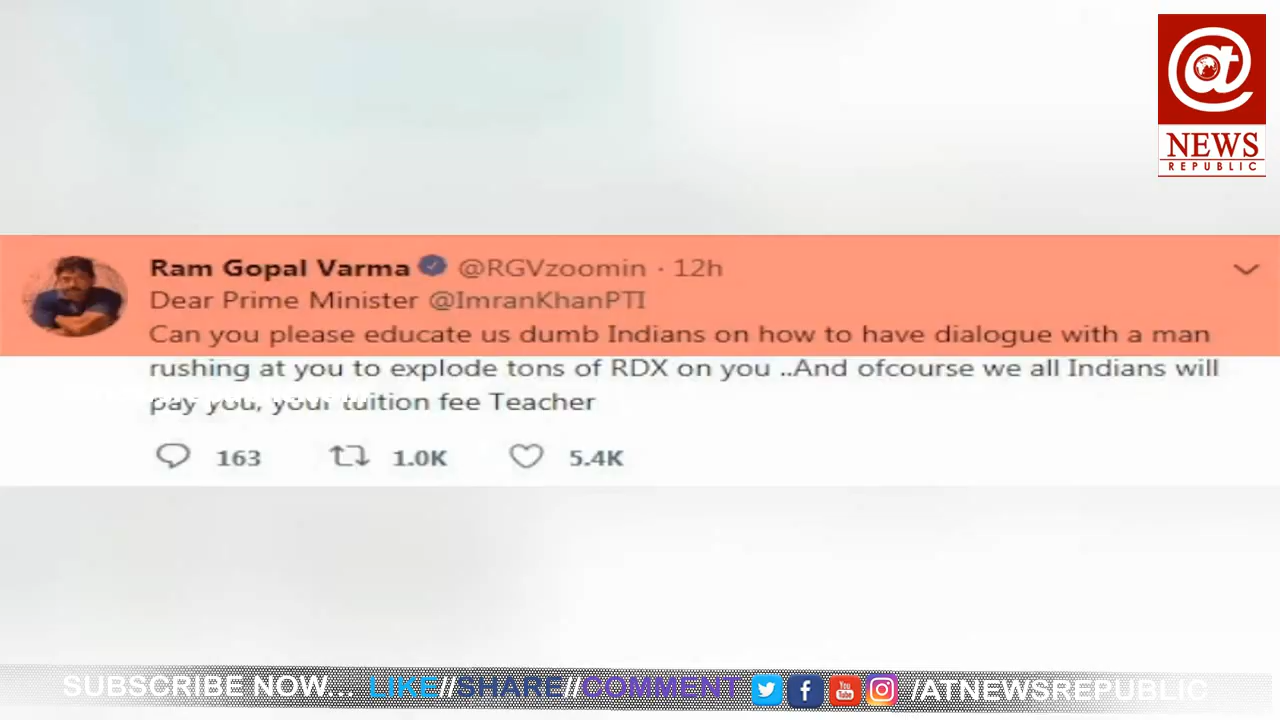 @t
NEWS
REPUBLIC
Ram Gopal Varma @RGVzoomin · 12h
Dear Prime Minister @ImranKhanPTI
Can you please educate us dumb Indians on how to have dialogue with a man
rushing at you to explode tons of RDX on you ..And ofcourse we all Indians will
pay you, your tuition fee Teacher
163 1.0K 5.4K
SUBSCRIBE NOW... LIKE//SHARE//COMMENT /ATNEWSREPUBLIC